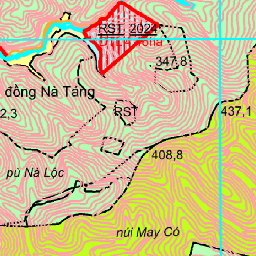 RST 2024
347,8
đồng Nà Táng
2,3
RST
437,1
408,8
pù Nà Lộc
núi May Có